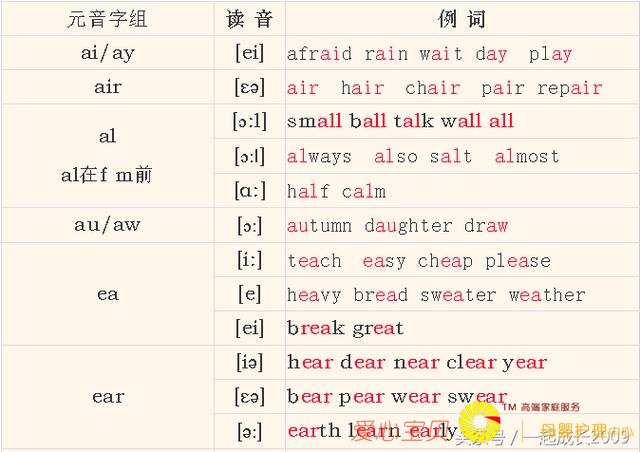 元音字组 读音 例词
ai/ay [ei] afraid rain wait day play
air [ɛə] air hair chair pair repair
al [ɔ:l] small ball talk wall all
[ɔ:l] always also salt almost
al在f m前 [ɑ:] half calm
au/aw [ɔ:] autumn daughter draw
ea [i:] teach easy cheap please
[e] heavy bread sweater weather
[ei] break great
ear [iə] hear dear near clear year
[ɛə] bear pear wear swear
[ə:] earth learn early
TM 高端家庭服务
爱心宝贝 母婴护理中心
头条号/一起成长2009